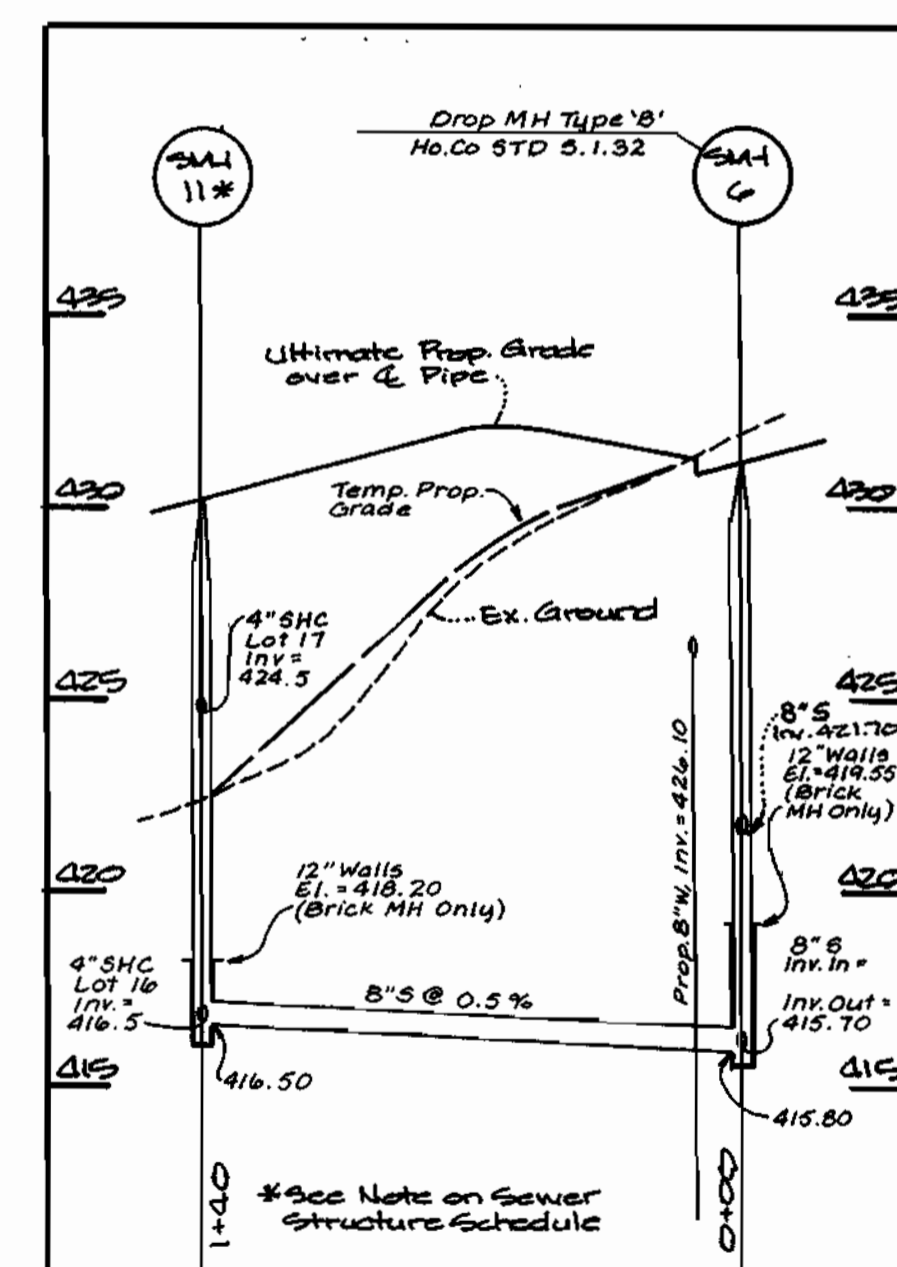 Drop MH Type 'B'
Ho.Co STD S.1.32
SMH
11*
SMH
6
435
435
Ultimate Prop. Grade
over ℄ Pipe
430
430
Temp. Prop.
Grade
Ex. Ground
4" SHC
Lot 17
Inv =
424.5
425
425
8" S
Inv. 421.70
12" Walls
El. = 419.55
(Brick
MH Only)
Prop. 8" W, Inv. = 426.10
420
420
12" Walls
El. = 418.20
(Brick MH Only)
4" SHC
Lot 16
Inv. =
416.5
8" S @ 0.5 %
8" S
Inv. In =
Inv. Out =
415.70
415
415
416.50
415.80
1+40
0+00
*See Note on Sewer
Structure Schedule